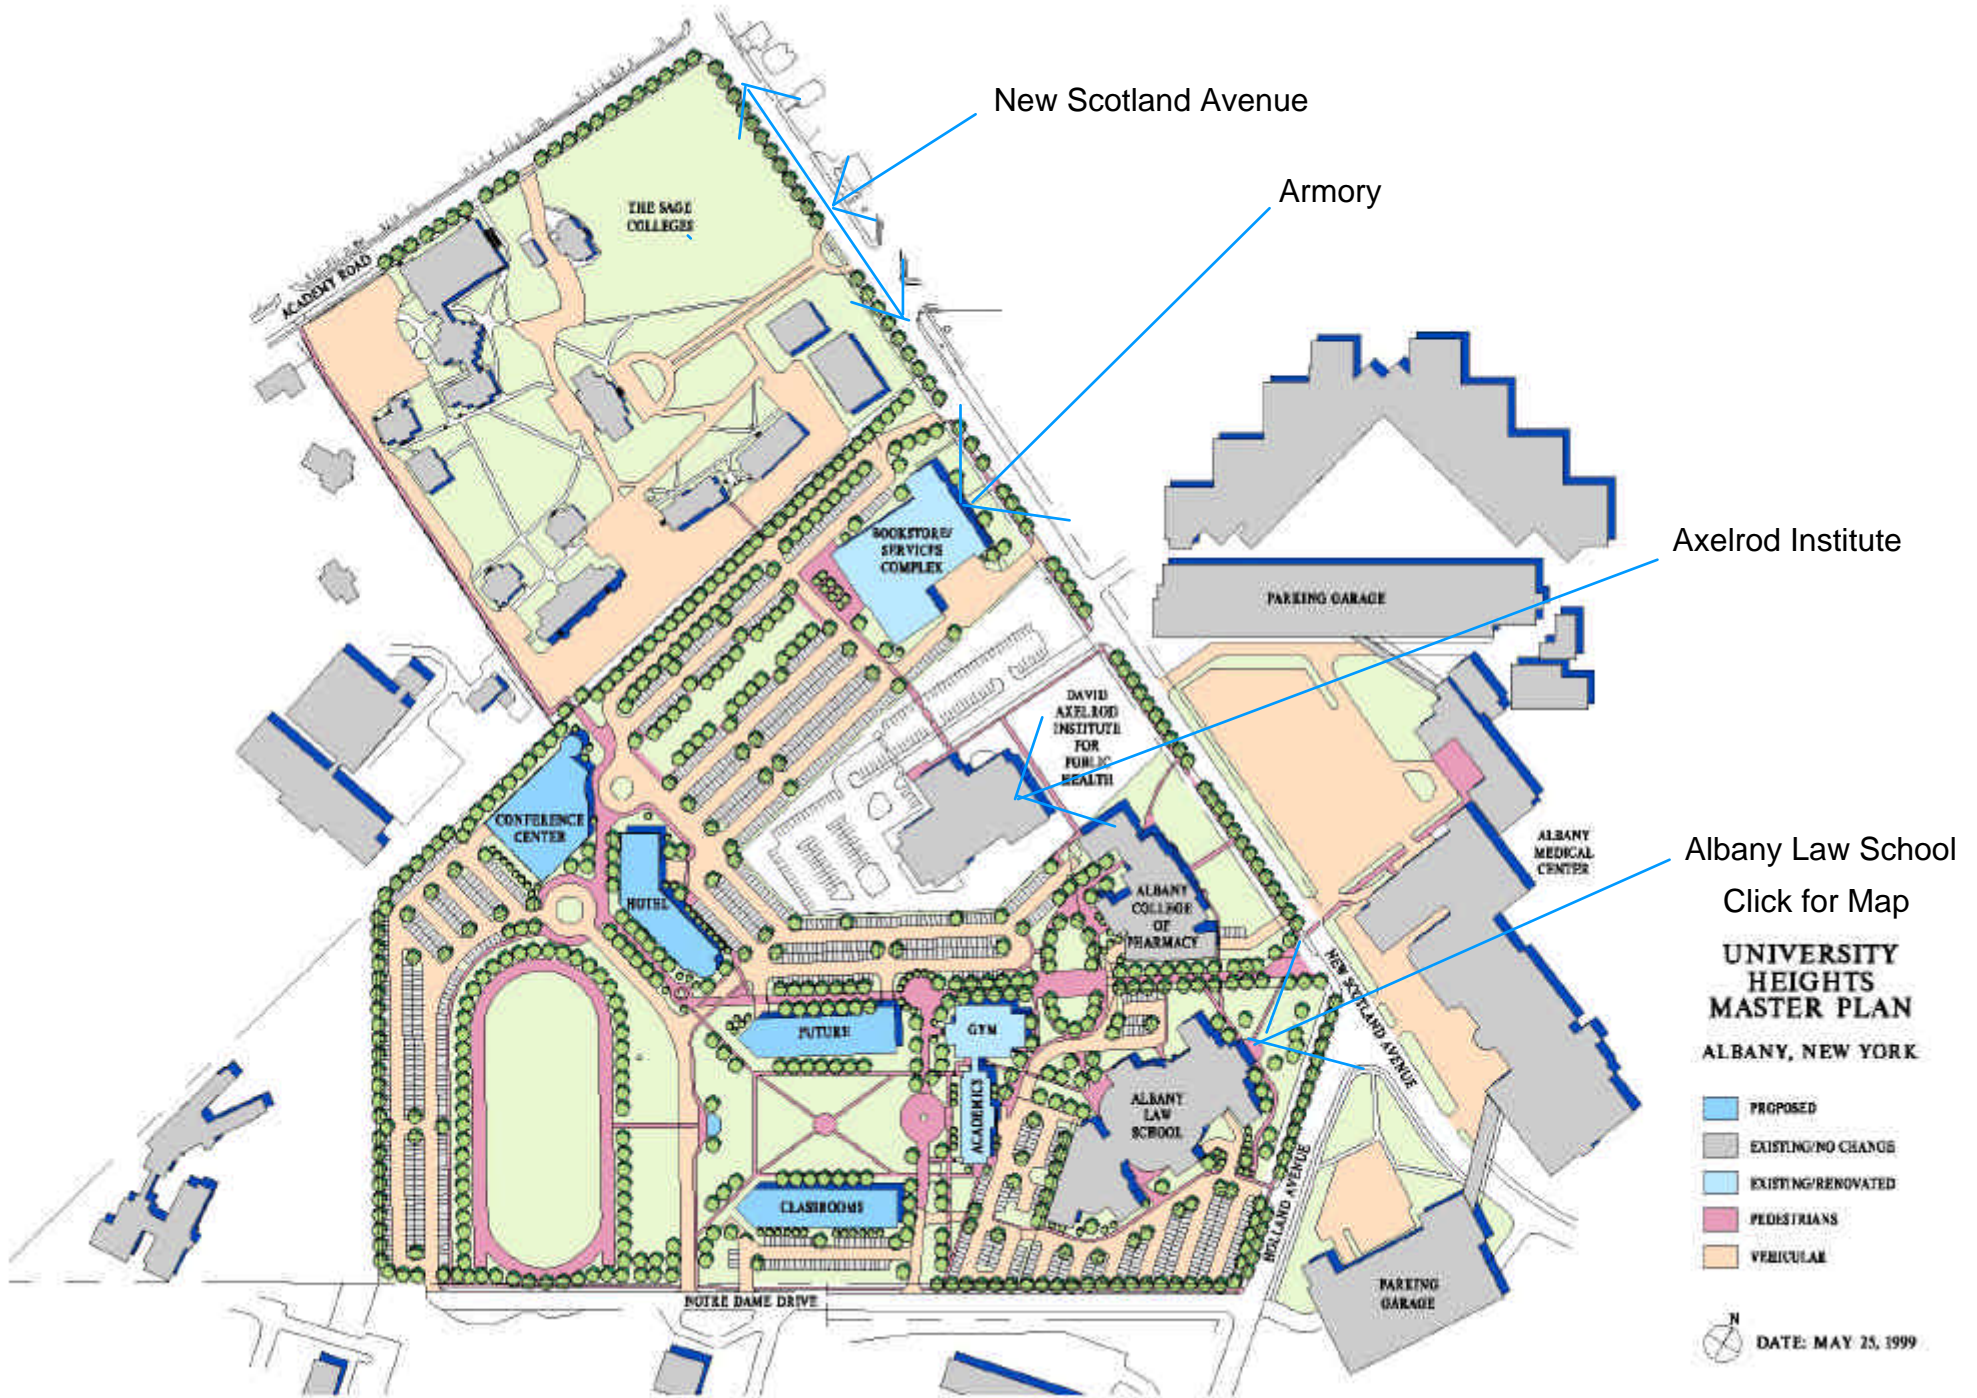 New Scotland Avenue
Armory
THE SAGE
COLLEGES
ACADEMY ROAD
BOOKSTORE/
SERVICES
COMPLEX
Axelrod Institute
PARKING GARAGE
DAVID
AXELROD
INSTITUTE
FOR
PUBLIC
HEALTH
CONFERENCE
CENTER
ALBANY
MEDICAL
CENTER
Albany Law School
Click for Map
HOTEL
ALBANY
COLLEGE
OF
PHARMACY
NEW SCOTLAND AVENUE
UNIVERSITY
HEIGHTS
MASTER PLAN
ALBANY, NEW YORK
FUTURE
GYM
ACADEMICS
ALBANY
LAW
SCHOOL
CLASSROOMS
HOLLAND AVENUE
PROPOSED
EXISTING/NO CHANGE
EXISTING/RENOVATED
PEDESTRIANS
VEHICULAR
PARKING
GARAGE
NOTRE DAME DRIVE
N
DATE: MAY 25, 1999